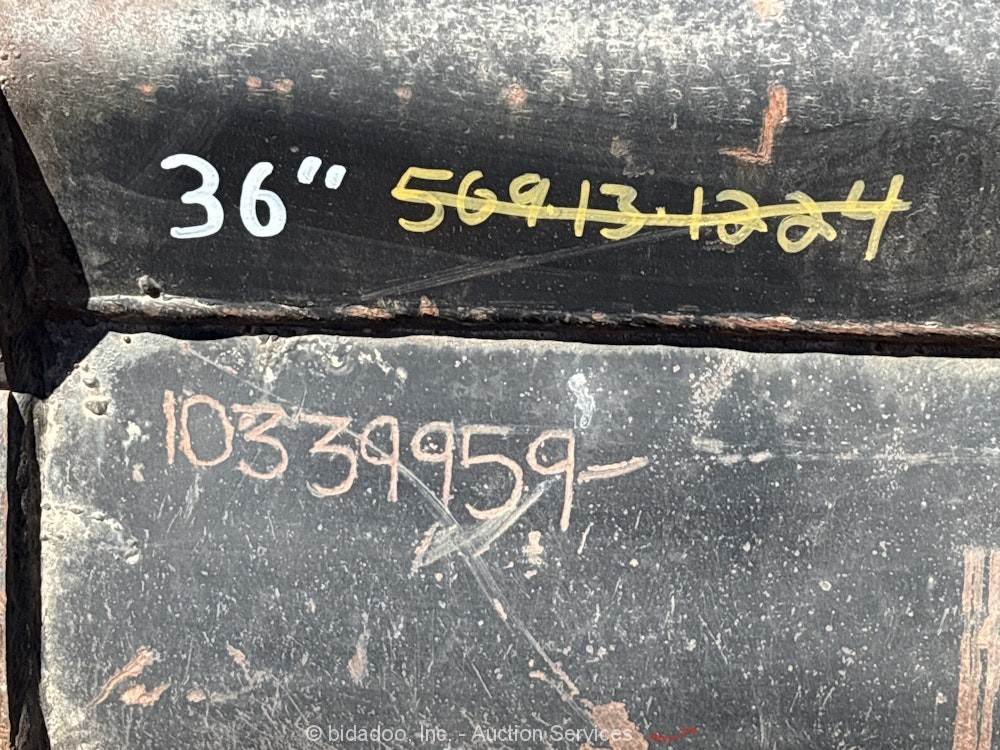 36" 569.13.1224
10339959-
© bidadoo, Inc. - Auction Services